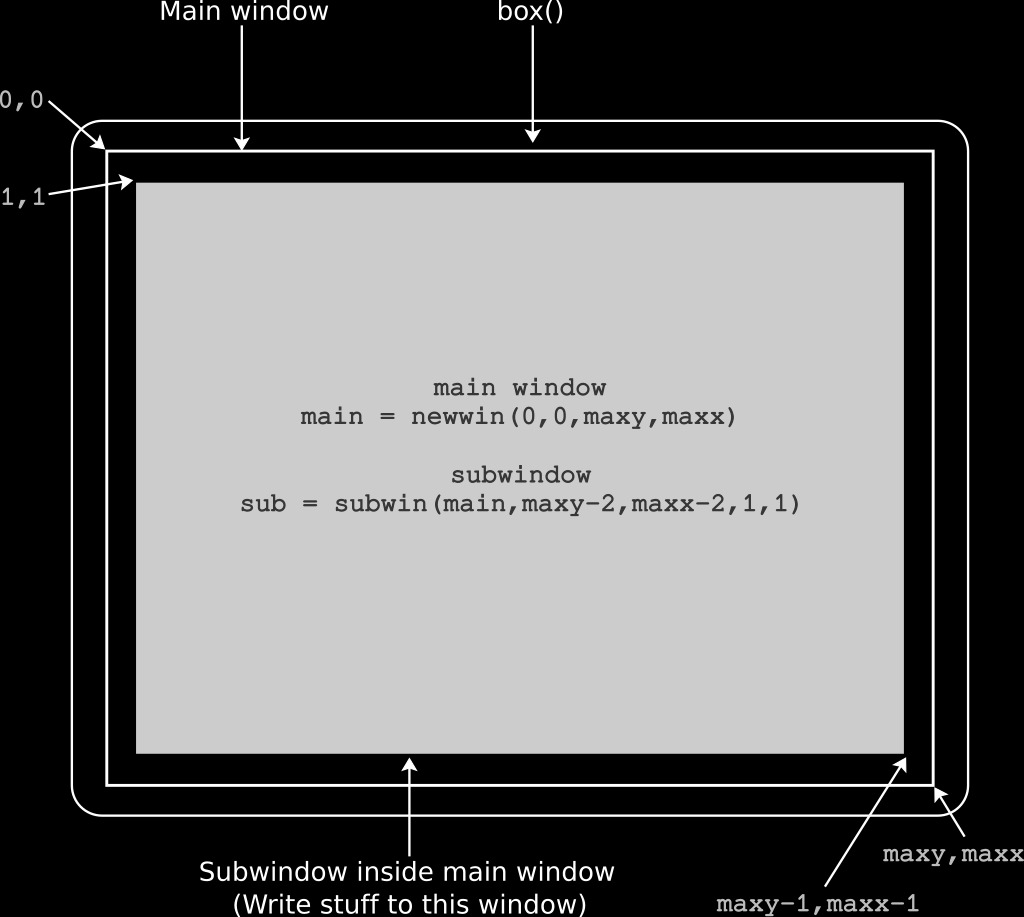 Main window
box()
0,0
1,1
main window
main = newwin(0,0,maxy,maxx)
subwindow
sub = subwin(main,maxy-2,maxx-2,1,1)
maxy,maxx
Subwindow inside main window
(Write stuff to this window)
maxy-1,maxx-1